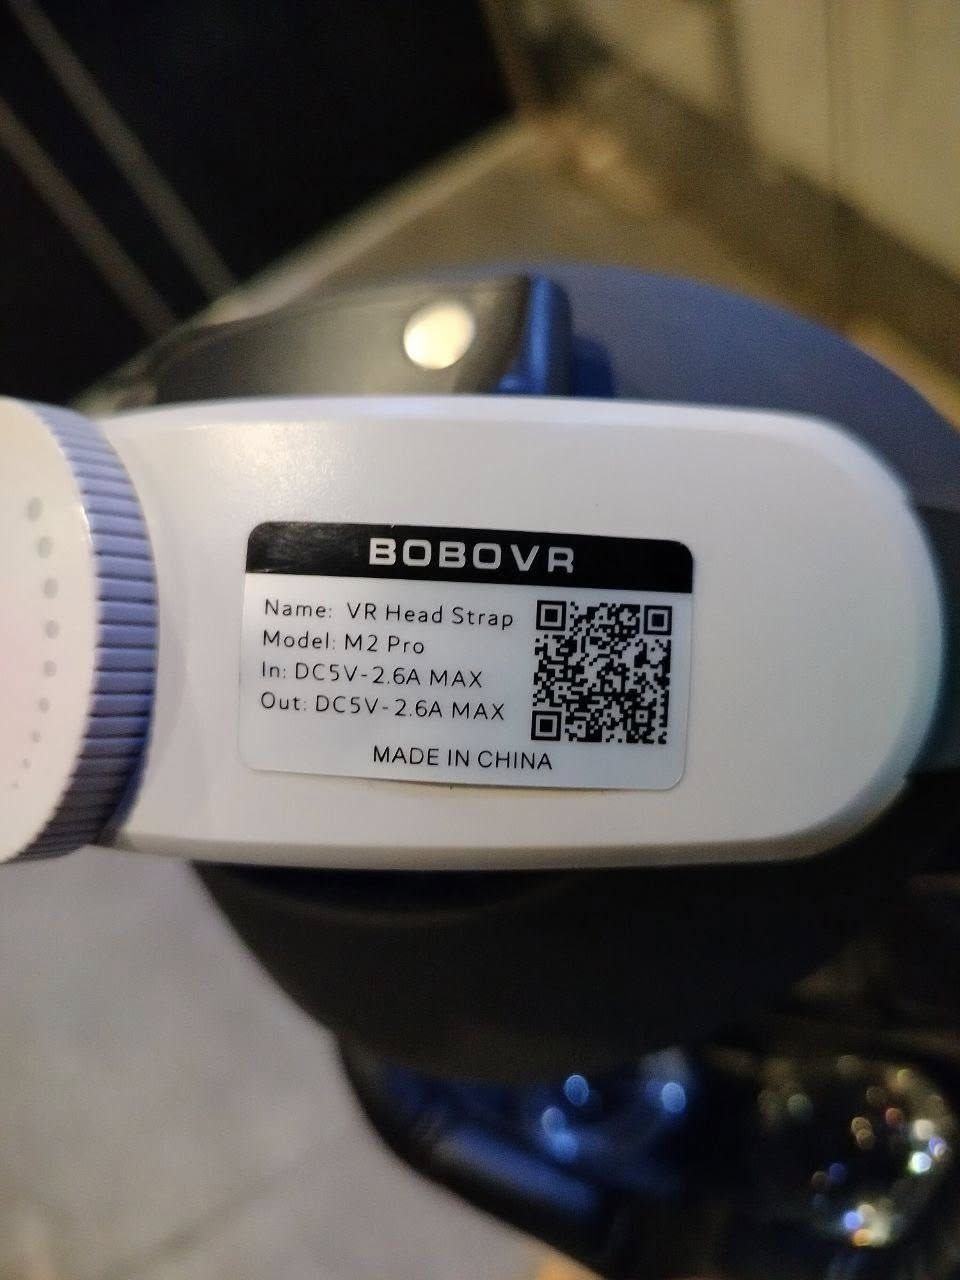 BOBOVR
Name: VR Head Strap
Model: M2 Pro
In: DC5V-2.6A MAX
Out: DC5V-2.6A MAX
MADE IN CHINA